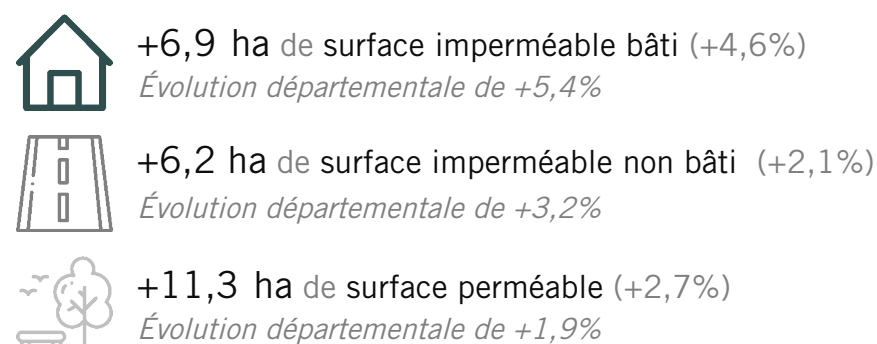 +6,9 ha de surface imperméable bâti (+4,6%)
Évolution départementale de +5,4%
+6,2 ha de surface imperméable non bâti (+2,1%)
Évolution départementale de +3,2%
+11,3 ha de surface perméable (+2,7%)
Évolution départementale de +1,9%